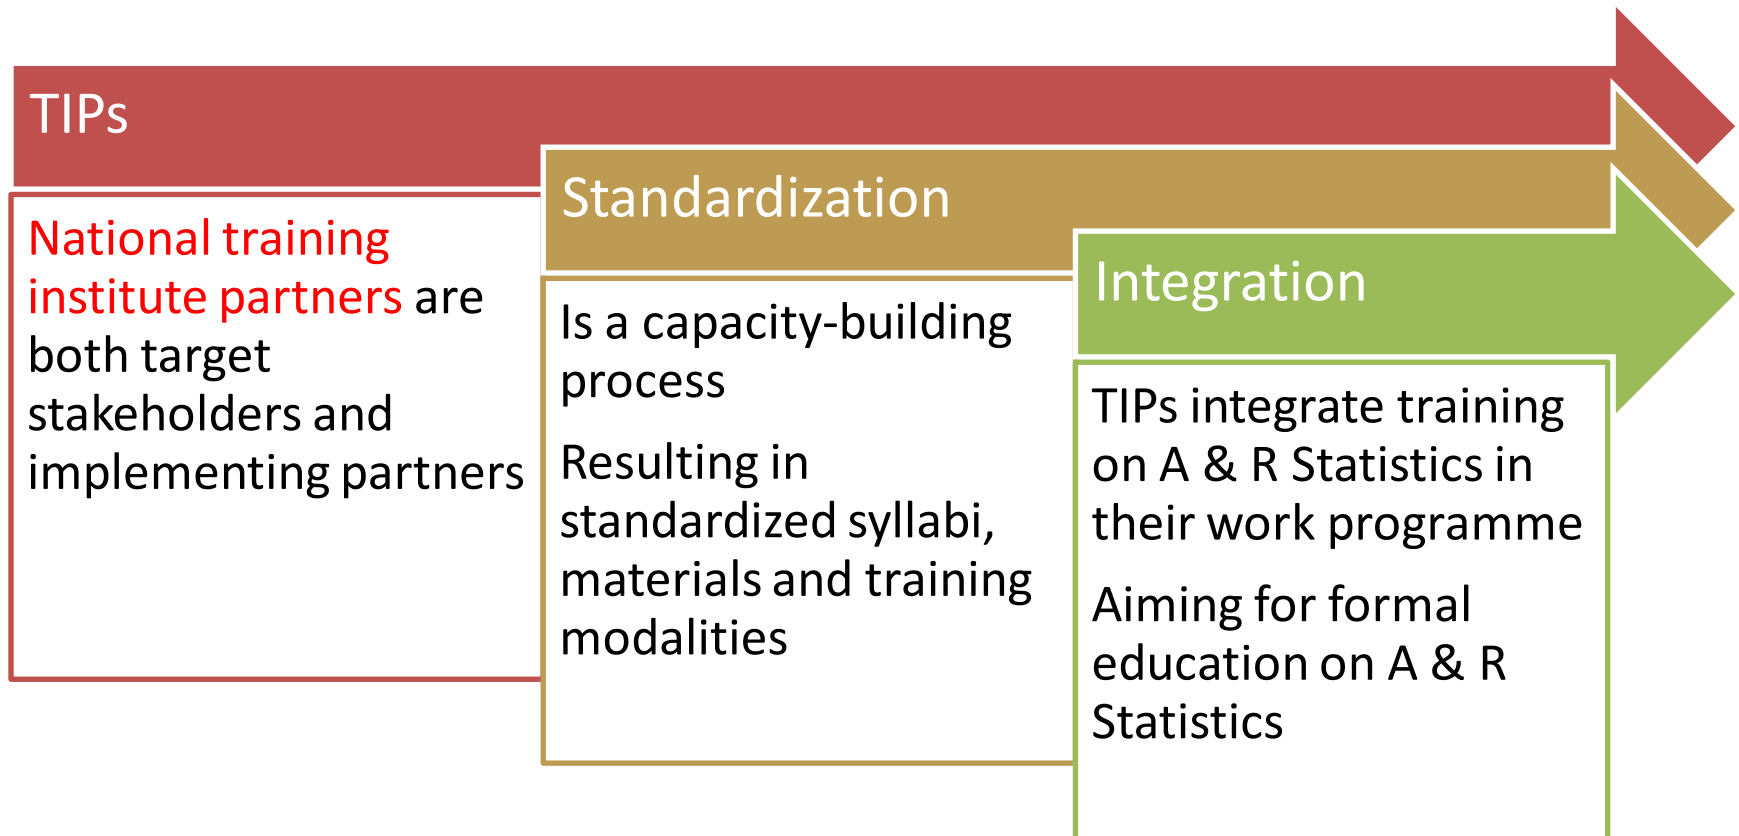 TIPs
National training
institute partners are
both target
stakeholders and
implementing partners
Standardization
Is a capacity-building
process
Resulting in
standardized syllabi,
materials and training
modalities
Integration
TIPs integrate training
on A & R Statistics in
their work programme
Aiming for formal
education on A & R
Statistics